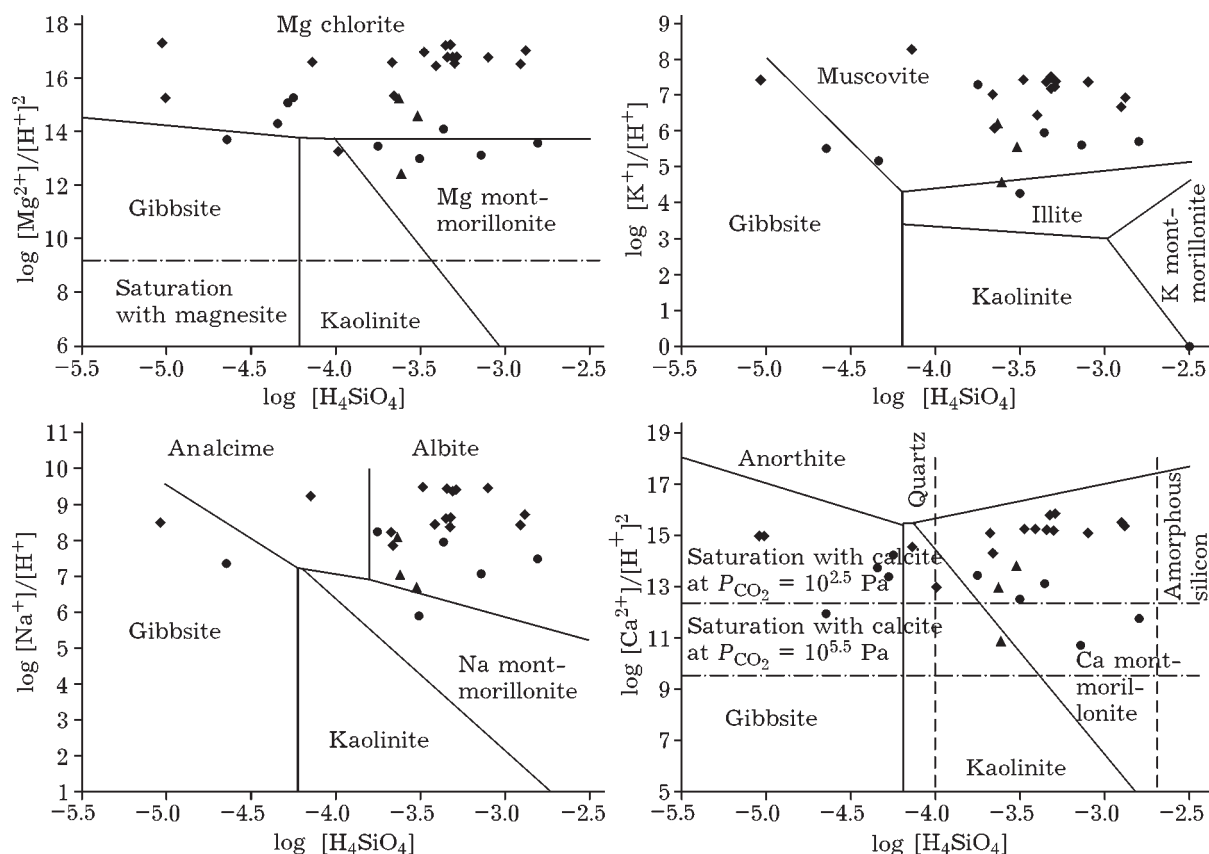 log [Mg²⁺]/[H⁺]²
18
16
14
12
10
8
6
Mg chlorite
Gibbsite
Mg mont-
morillonite
Saturation
with magnesite
Kaolinite
−5.5 −5.0 −4.5 −4.0 −3.5 −3.0 −2.5
log [H₄SiO₄]
log [K⁺]/[H⁺]
9
8
7
6
5
4
3
2
1
0
Muscovite
Gibbsite
Illite
Kaolinite
K mont-
morillonite
−5.5 −5.0 −4.5 −4.0 −3.5 −3.0 −2.5
log [H₄SiO₄]
log [Na⁺]/[H⁺]
11
10
9
8
7
6
5
4
3
2
1
Analcime
Albite
Gibbsite
Na mont-
morillonite
Kaolinite
−5.5 −5.0 −4.5 −4.0 −3.5 −3.0 −2.5
log [H₄SiO₄]
log [Ca²⁺]/[H⁺]²
19
17
15
13
11
9
7
5
Anorthite
Quartz
Amorphous
silicon
Saturation with calcite
at P_CO₂ = 10^2.5 Pa
Saturation with calcite
at P_CO₂ = 10^5.5 Pa
Ca mont-
moril-
lonite
Gibbsite
Kaolinite
−5.5 −5.0 −4.5 −4.0 −3.5 −3.0 −2.5
log [H₄SiO₄]